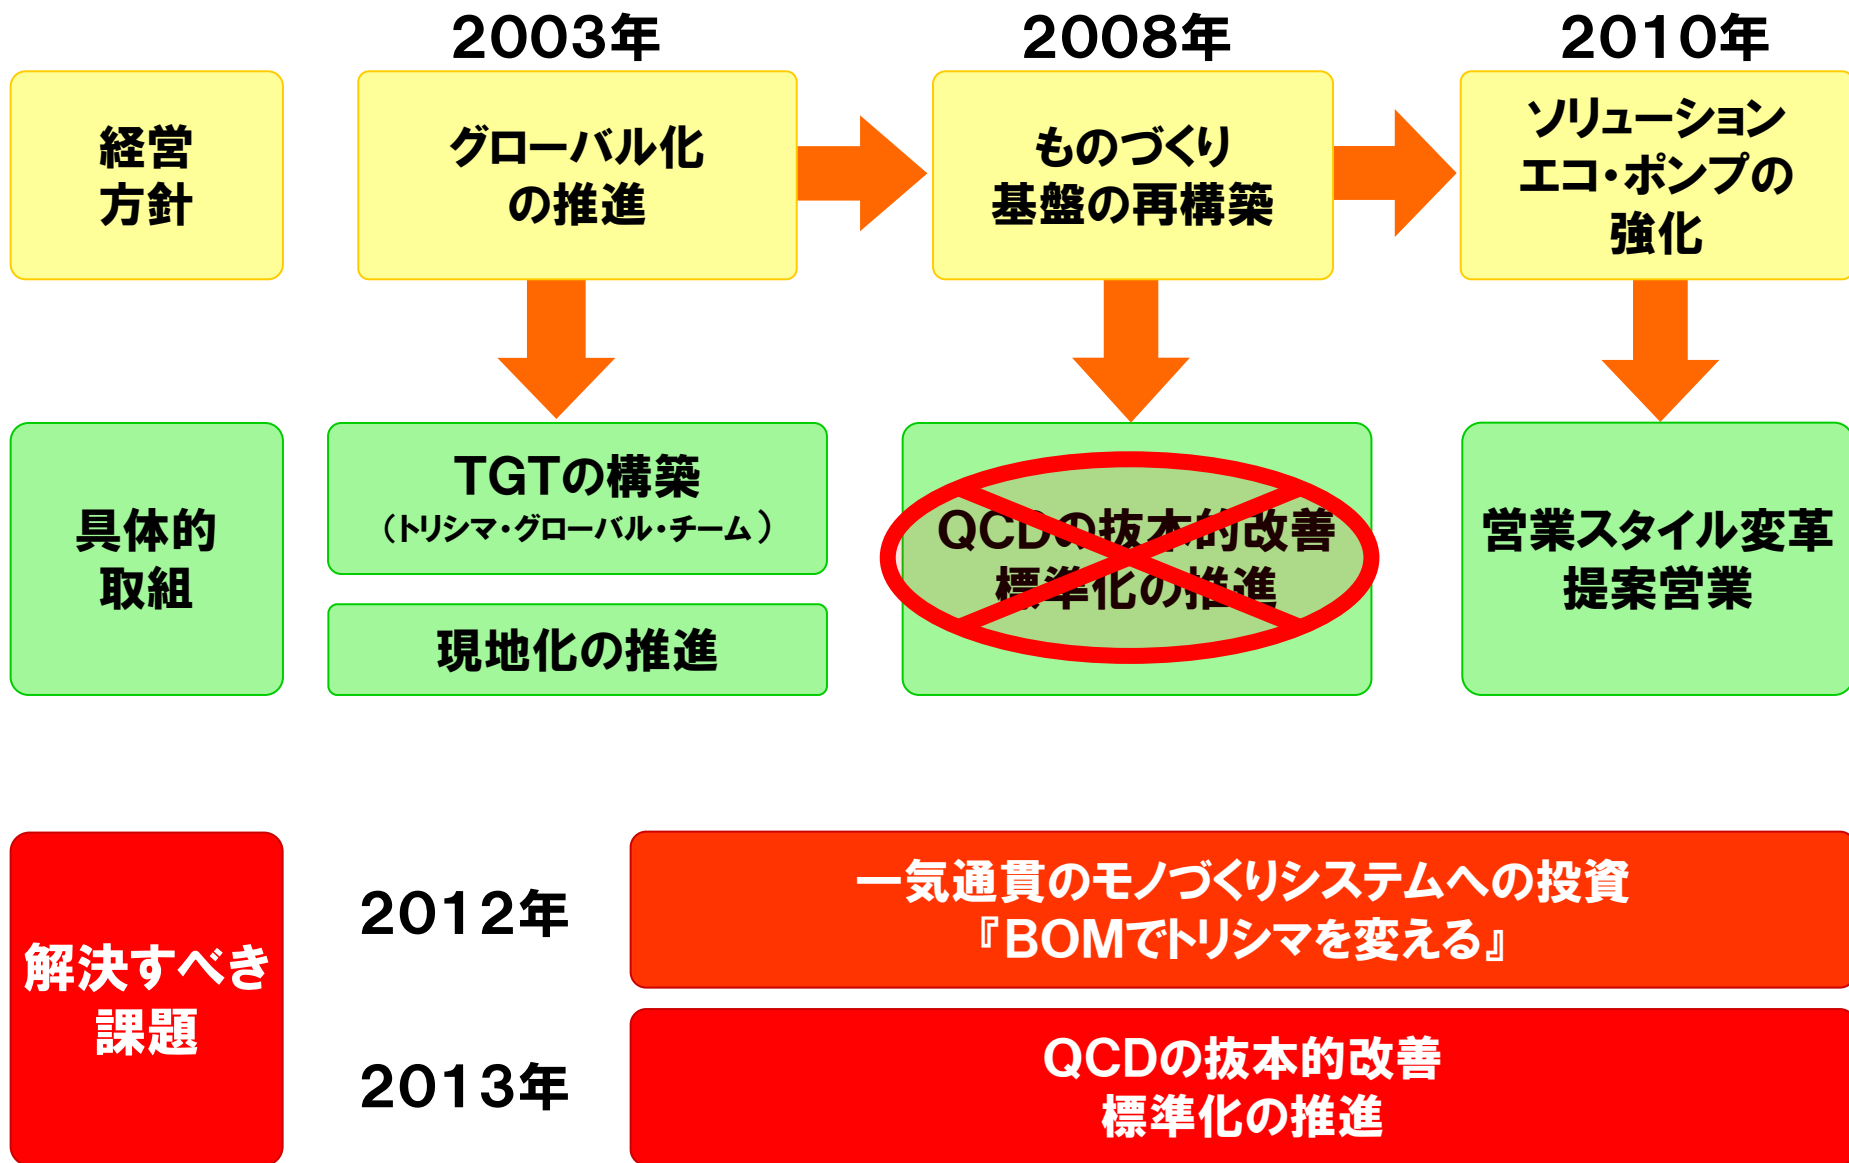 2003年
2008年
2010年
経営
方針
グローバル化
の推進
ものづくり
基盤の再構築
ソリューション
エコ・ポンプの
強化
具体的
取組
TGTの構築
（トリシマ・グローバル・チーム）
現地化の推進
QCDの抜本的改善
標準化の推進
営業スタイル変革
提案営業
解決すべき
課題
2012年
一気通貫のモノづくりシステムへの投資
『BOMでトリシマを変える』
2013年
QCDの抜本的改善
標準化の推進